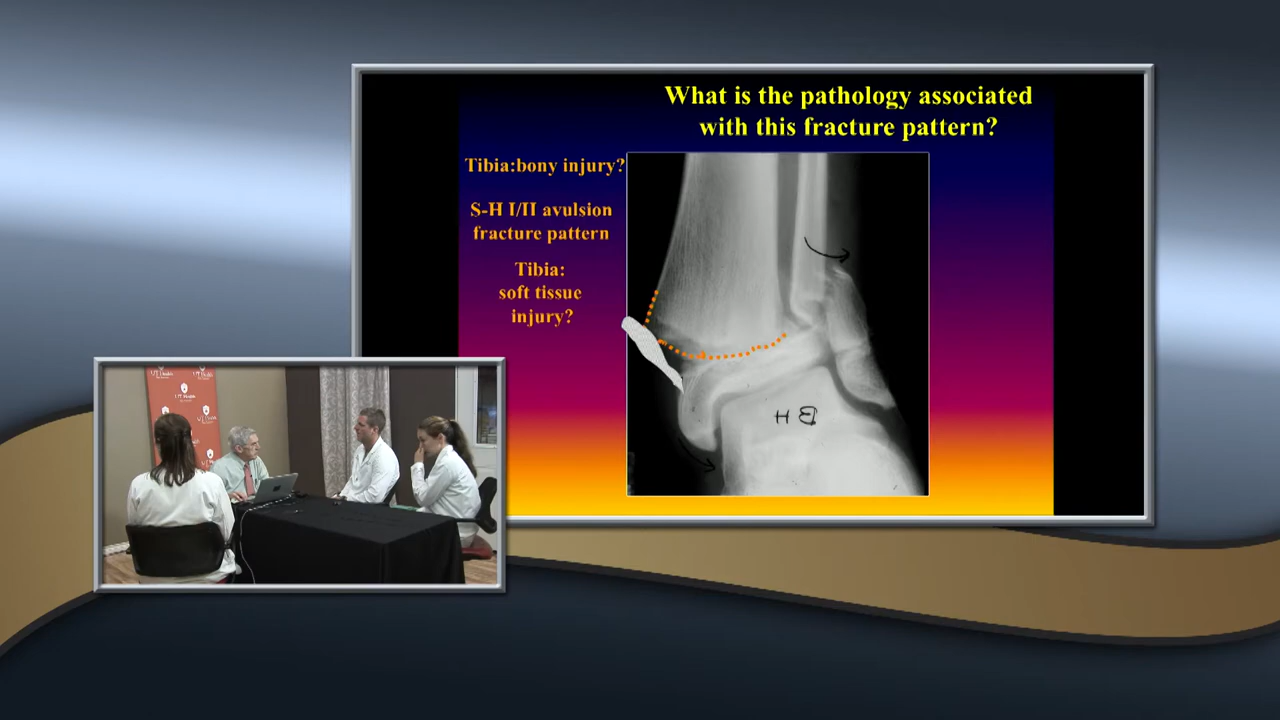 What is the pathology associated
with this fracture pattern?
Tibia:bony injury?
S-H I/II avulsion
fracture pattern
Tibia:
soft tissue
injury?